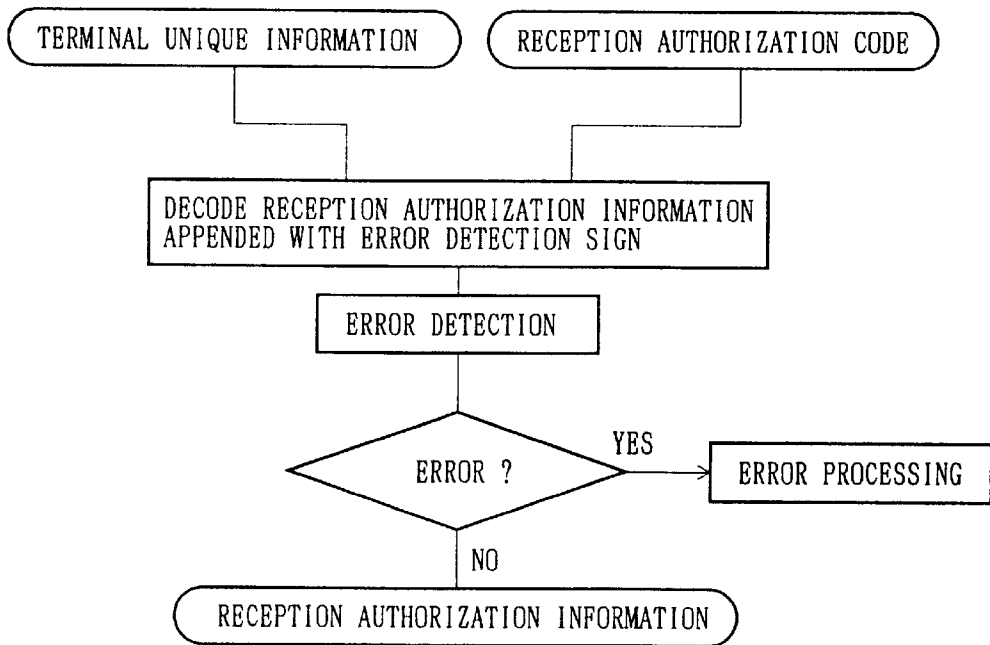 TERMINAL UNIQUE INFORMATION
RECEPTION AUTHORIZATION CODE
DECODE RECEPTION AUTHORIZATION INFORMATION
APPENDED WITH ERROR DETECTION SIGN
ERROR DETECTION
ERROR ?
YES
ERROR PROCESSING
NO
RECEPTION AUTHORIZATION INFORMATION